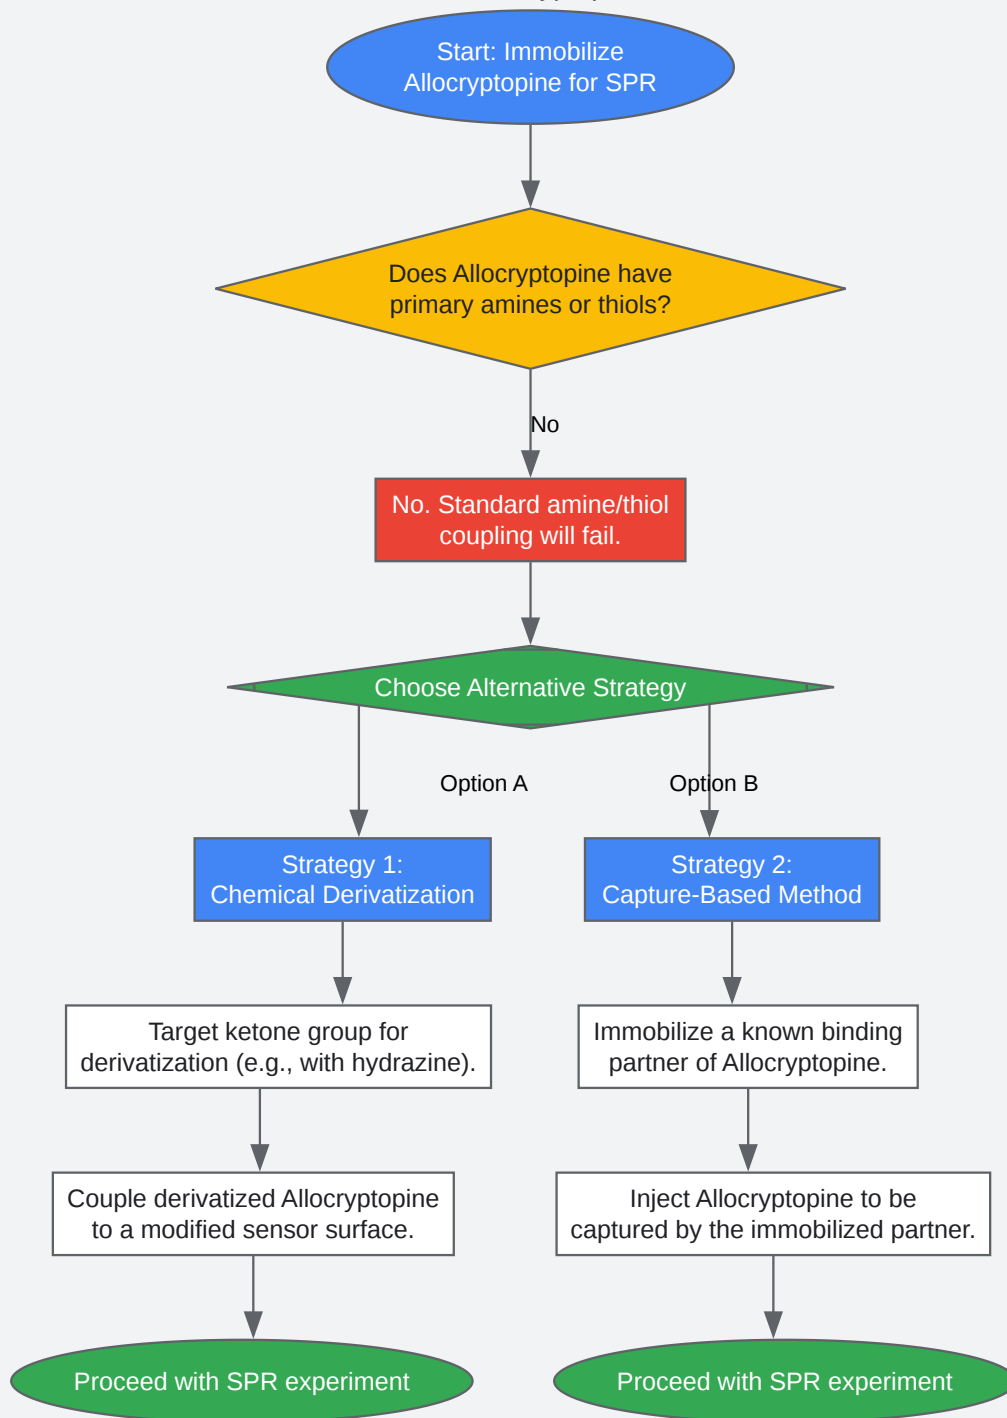 Start: Immobilize
Allocryptopine for SPR
Does Allocryptopine have
primary amines or thiols?
No
No. Standard amine/thiol
coupling will fail.
Choose Alternative Strategy
Option A
Option B
Strategy 1:
Chemical Derivatization
Strategy 2:
Capture-Based Method
Target ketone group for
derivatization (e.g., with hydrazine).
Immobilize a known binding
partner of Allocryptopine.
Couple derivatized Allocryptopine
to a modified sensor surface.
Inject Allocryptopine to be
captured by the immobilized partner.
Proceed with SPR experiment
Proceed with SPR experiment